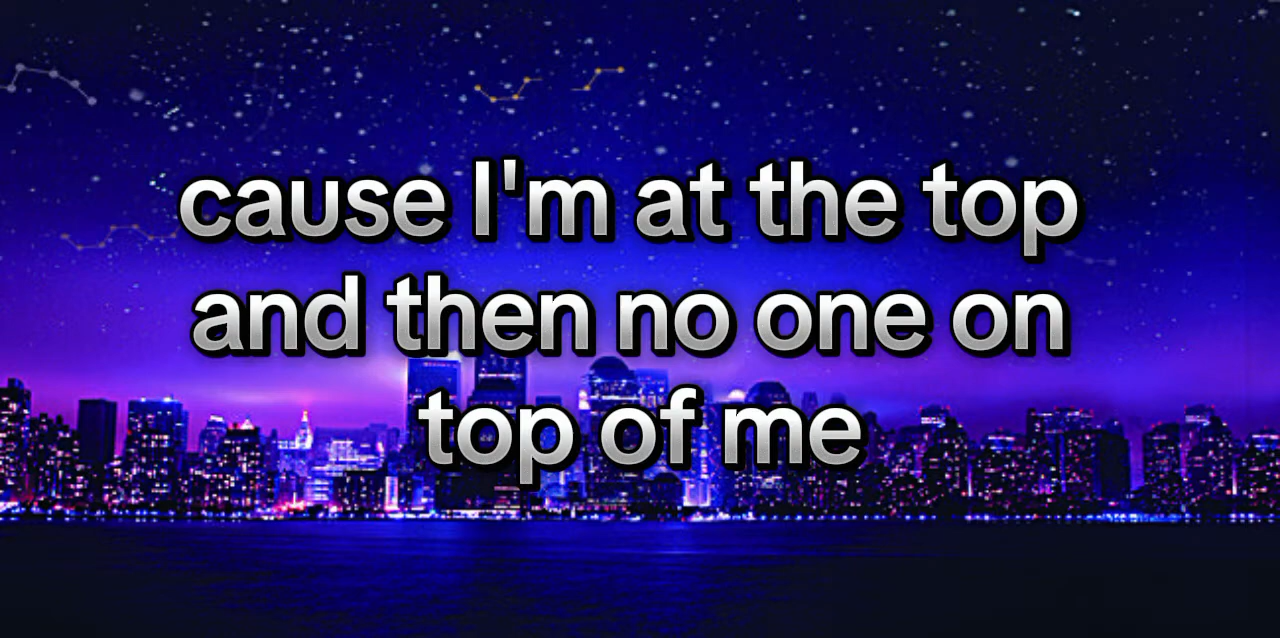 cause I'm at the top
and then no one on
top of me